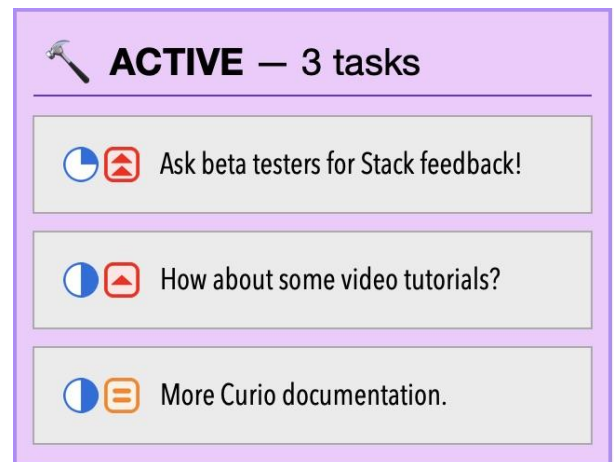 ACTIVE — 3 tasks
Ask beta testers for Stack feedback!
How about some video tutorials?
More Curio documentation.